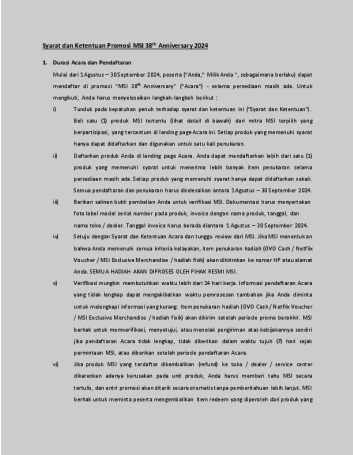 Syarat dan Ketentuan Promosi MSI 38th Anniversary 2024
1. Durasi Acara dan Pendaftaran
Mulai dari 1 Agustus – 30 September 2024, peserta ("Anda," Milik Anda ", sebagaimana berlaku) dapat
mendaftar di promosi "MSI 38th Anniversary" ("Acara") - selama persediaan masih ada. Untuk
mengikuti, Anda harus menyelesaikan langkah-langkah berikut :
i) Tunduk pada kepatuhan penuh terhadap syarat dan ketentuan ini ("Syarat dan Ketentuan").
Beli satu (1) produk MSI tertentu (lihat detail di bawah) dari mitra MSI terpilih yang
berpartisipasi, yang tercantum di landing page Acara ini. Setiap produk yang memenuhi syarat
hanya dapat didaftarkan dan digunakan untuk satu kali penukaran.
ii) Daftarkan produk Anda di landing page Acara. Anda dapat mendaftarkan lebih dari satu (1)
produk yang memenuhi syarat untuk menerima lebih banyak item penukaran selama
persediaan masih ada. Setiap produk yang memenuhi syarat hanya dapat didaftarkan sekali.
Semua pendaftaran dan penukaran harus diselesaikan antara 1 Agustus – 30 September 2024.
iii) Berikan salinan bukti pembelian Anda untuk verifikasi MSI. Dokumentasi harus menyertakan
foto label model serial number pada produk, invoice dengan nama produk, tanggal, dan
nama toko / dealer. Tanggal invoice harus berada diantara 1 Agustus – 30 September 2024.
iv) Setuju dengan Syarat dan Ketentuan Acara dan tunggu review dari MSI. Jika MSI menentukan
bahwa Anda memenuhi semua kriteria kelayakan, item penukaran hadiah (OVO Cash / Netflix
Voucher / MSI Exclusive Merchandise / hadiah fisik) akan dikirimkan ke nomor HP atau alamat
Anda. SEMUA HADIAH AKAN DIPROSES OLEH PIHAK RESMI MSI.
v) Verifikasi mungkin membutuhkan waktu lebih dari 14 hari kerja. Informasi pendaftaran Acara
yang tidak lengkap dapat mengakibatkan waktu pemrosesan tambahan jika Anda diminta
untuk melengkapi informasi yang kurang. Item penukaran hadiah (OVO Cash / Netflix Voucher
/ MSI Exclusive Merchandise / hadiah fisik) akan dikirim setelah periode promo berakhir. MSI
berhak untuk memverifikasi, menyetujui, atau menolak pengiriman atas kebijakannya sendiri
jika pendaftaran Acara tidak lengkap, tidak diberikan dalam waktu tujuh (7) hari sejak
permintaan MSI, atau diberikan setelah periode pendaftaran Acara.
vi) Jika produk MSI yang terdaftar dikembalikan (refund) ke toko / dealer / service center
dikarenakan adanya kerusakan pada unit produk, Anda harus memberi tahu MSI secara
tertulis, dan entri promosi akan ditarik secara otomatis tanpa pemberitahuan lebih lanjut. MSI
berhak untuk meminta peserta mengembalikan item redeem yang diperoleh dari produk yang